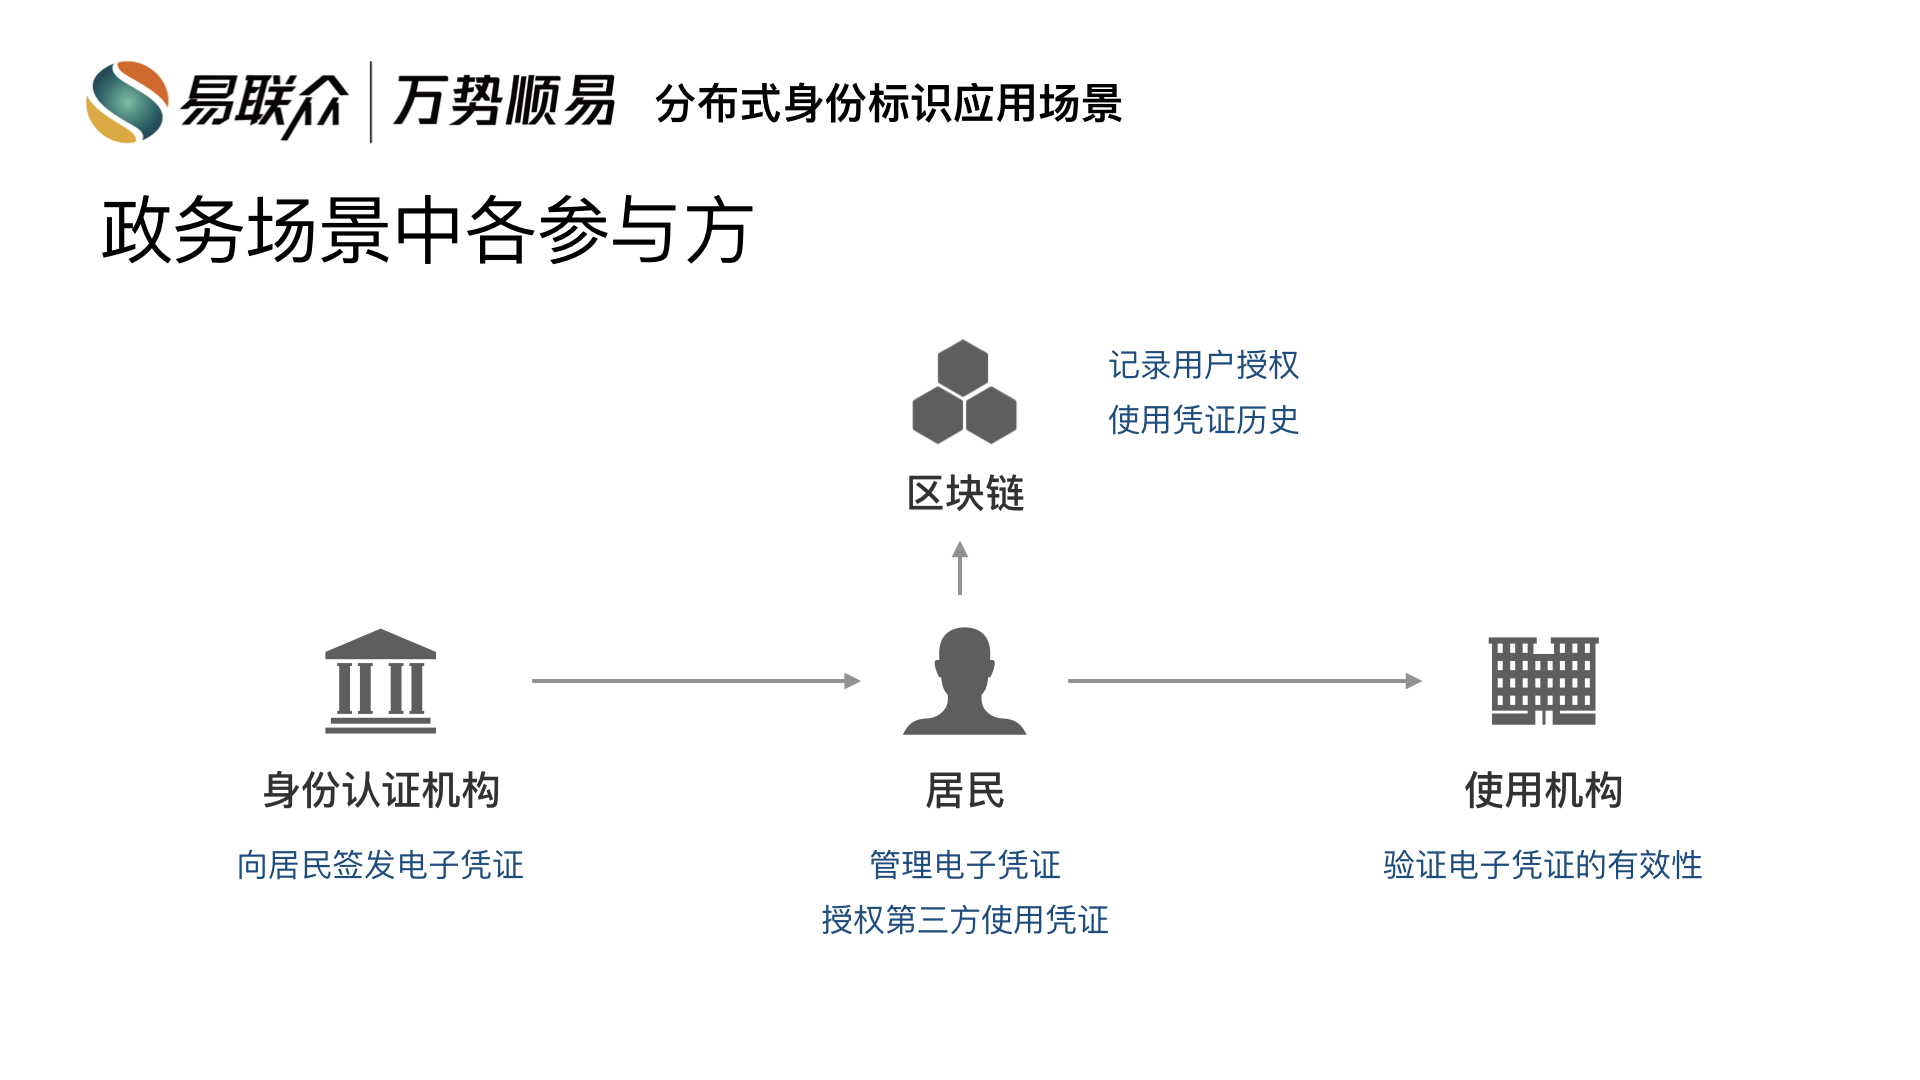 易联众 万势顺易 分布式身份标识应用场景
政务场景中各参与方
记录用户授权
使用凭证历史
区块链
身份认证机构
居民
使用机构
向居民签发电子凭证
管理电子凭证
验证电子凭证的有效性
授权第三方使用凭证